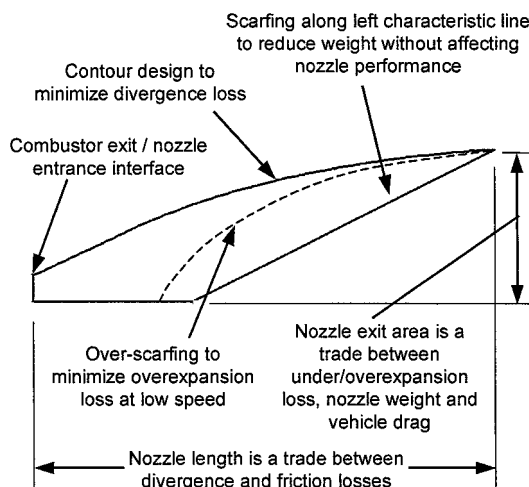 Scarfing along left characteristic line
to reduce weight without affecting
nozzle performance
Contour design to
minimize divergence loss
Combustor exit / nozzle
entrance interface
Over-scarfing to
minimize overexpansion
loss at low speed
Nozzle exit area is a
trade between
under/overexpansion
loss, nozzle weight and
vehicle drag
Nozzle length is a trade between
divergence and friction losses